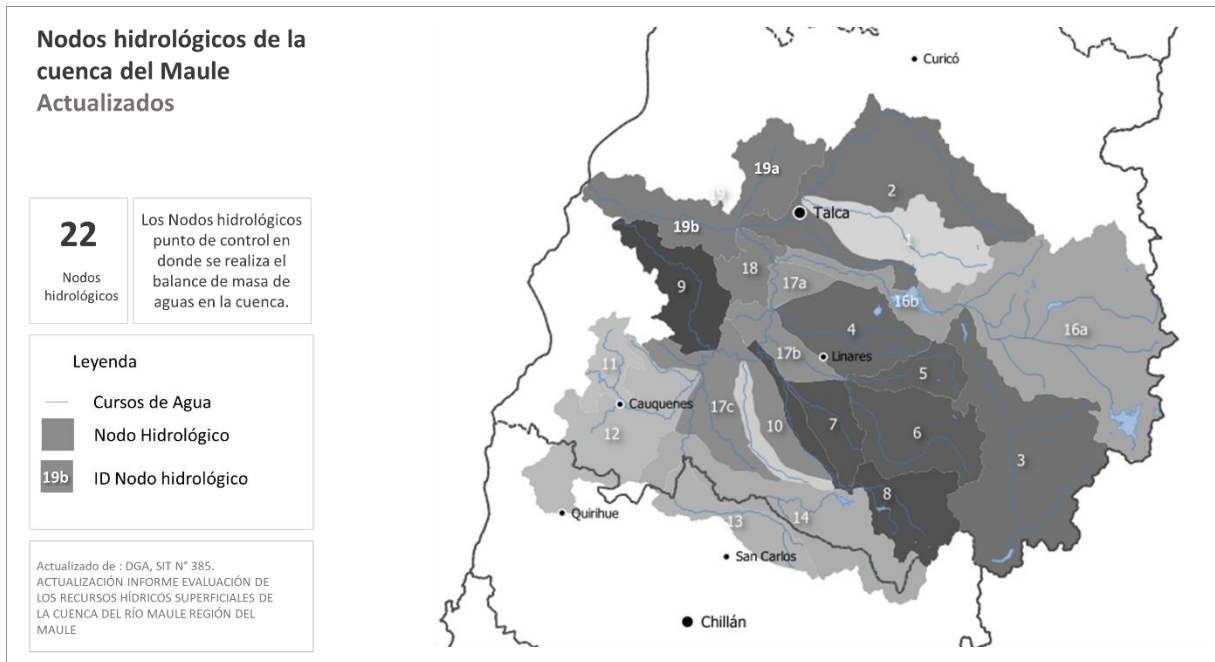 Nodos hidrológicos de la
cuenca del Maule
Actualizados
22
Nodos
hidrológicos
Los Nodos hidrológicos
punto de control en
donde se realiza el
balance de masa de
aguas en la cuenca.
Leyenda
Cursos de Agua
Nodo Hidrológico
19b
ID Nodo hidrológico
Actualizado de : DGA, SIT N° 385.
ACTUALIZACIÓN INFORME EVALUACIÓN DE
LOS RECURSOS HÍDRICOS SUPERFICIALES DE
LA CUENCA DEL RÍO MAULE REGIÓN DEL
MAULE
Curicó
19a
2
19
Talca
19b
1
18
17a
9
16b
16a
4
17b
Linares
11
5
Cauquenes
17c
10
7
6
12
3
8
Quirihue
13
14
San Carlos
Chillán